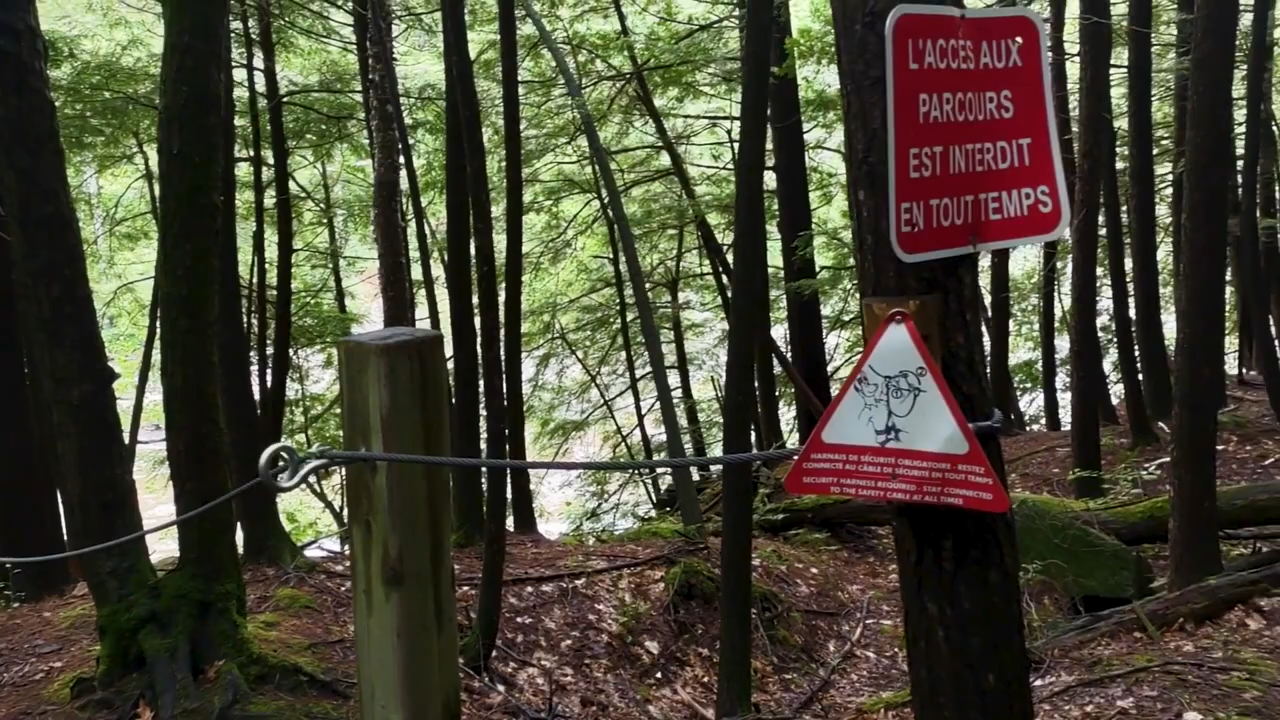 L'ACCES AUX
PARCOURS
EST INTERDIT
EN TOUT TEMPS
HARNAIS DE SÉCURITÉ OBLIGATOIRE - RESTEZ
CONNECTÉ AU CÂBLE DE SÉCURITÉ EN TOUT TEMPS
SECURITY HARNESS REQUIRED - STAY CONNECTED
TO THE SAFETY CABLE AT ALL TIMES